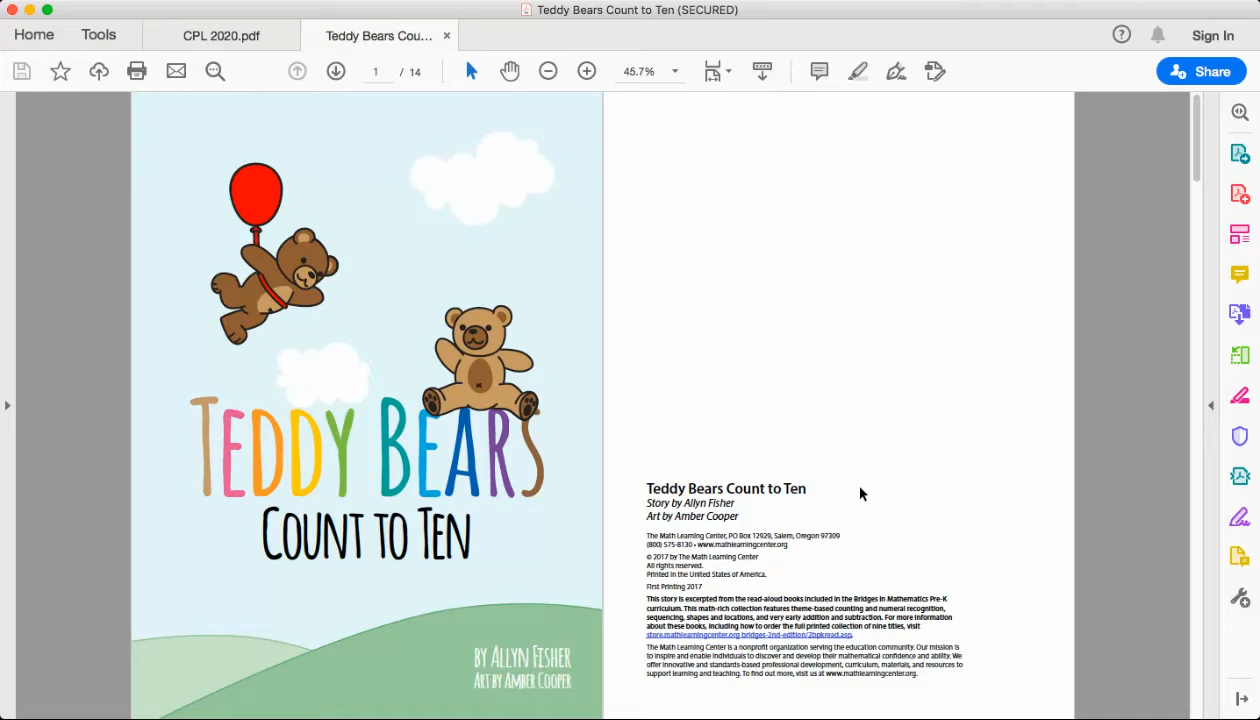 Teddy Bears Count to Ten (SECURED)
Home Tools CPL 2020.pdf Teddy Bears Cou... × Sign In
1 / 14 45.7% Share
TEDDY BEARS
COUNT TO TEN
BY ALLYN FISHER
ART BY AMBER COOPER
Teddy Bears Count to Ten
Story by Allyn Fisher
Art by Amber Cooper
The Math Learning Center, PO Box 12929, Salem, Oregon 97309
(800) 575-8130 • www.mathlearningcenter.org
© 2017 by The Math Learning Center
All rights reserved.
Printed in the United States of America.
First Printing 2017
This story is excerpted from the read-aloud books included in the Bridges in Mathematics Pre-K
curriculum. This math-rich collection features theme-based counting and numeral recognition,
sequencing, shapes and locations, and very early addition and subtraction. For more information
about these books, including how to order the full printed collection of nine titles, visit
store.mathlearningcenter.org bridges-2nd-edition/2bpkread.asp.
The Math Learning Center is a nonprofit organization serving the education community. Our mission is
to inspire and enable individuals to discover and develop their mathematical confidence and ability. We
offer innovative and standards-based professional development, curriculum, materials, and resources to
support learning and teaching. To find out more, visit us at www.mathlearningcenter.org.